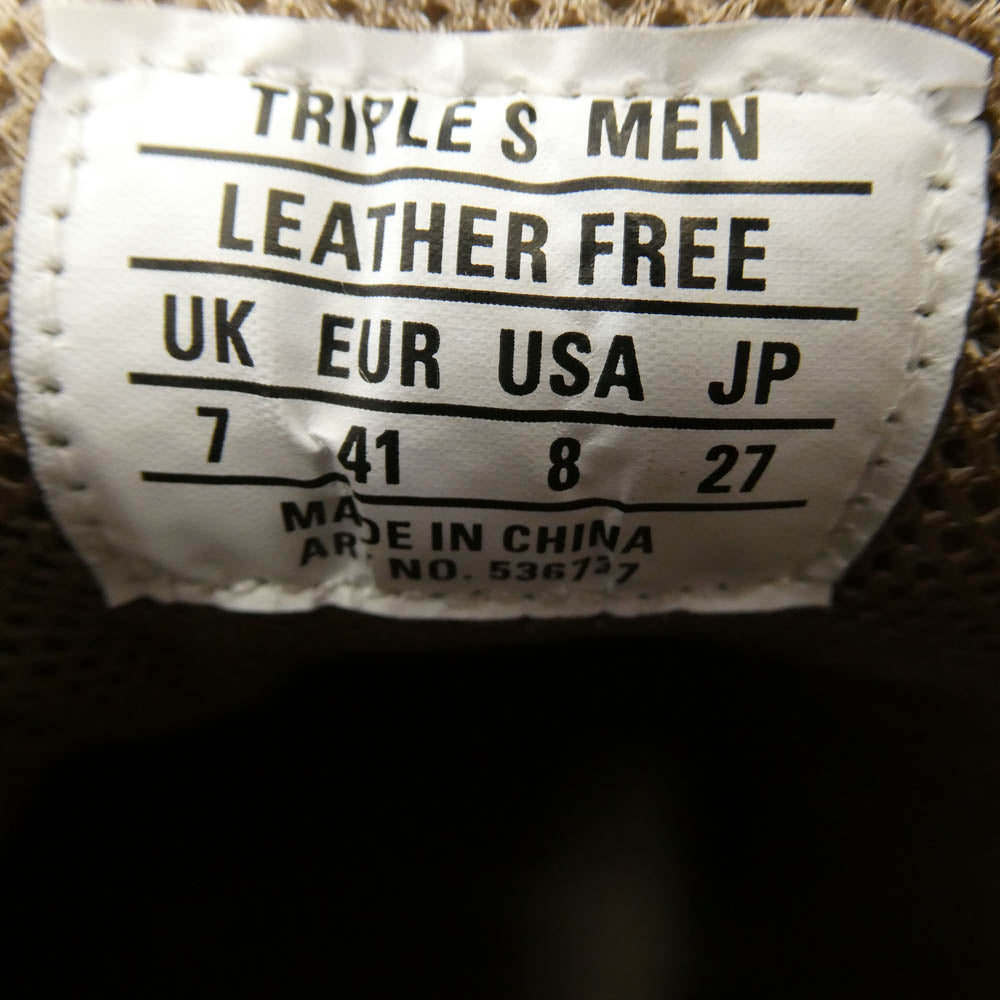 TRIPLE S MEN
LEATHER FREE
UK EUR USA JP
7 41 8 27
MADE IN CHINA
ART. NO. 536737